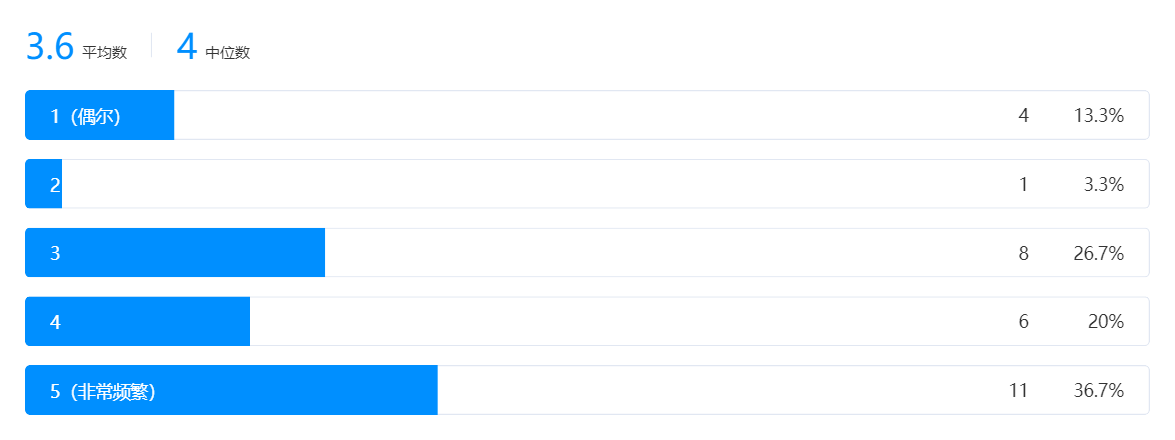 3.6 平均数 4 中位数
1（偶尔） 4 13.3%
2 1 3.3%
3 8 26.7%
4 6 20%
5（非常频繁） 11 36.7%